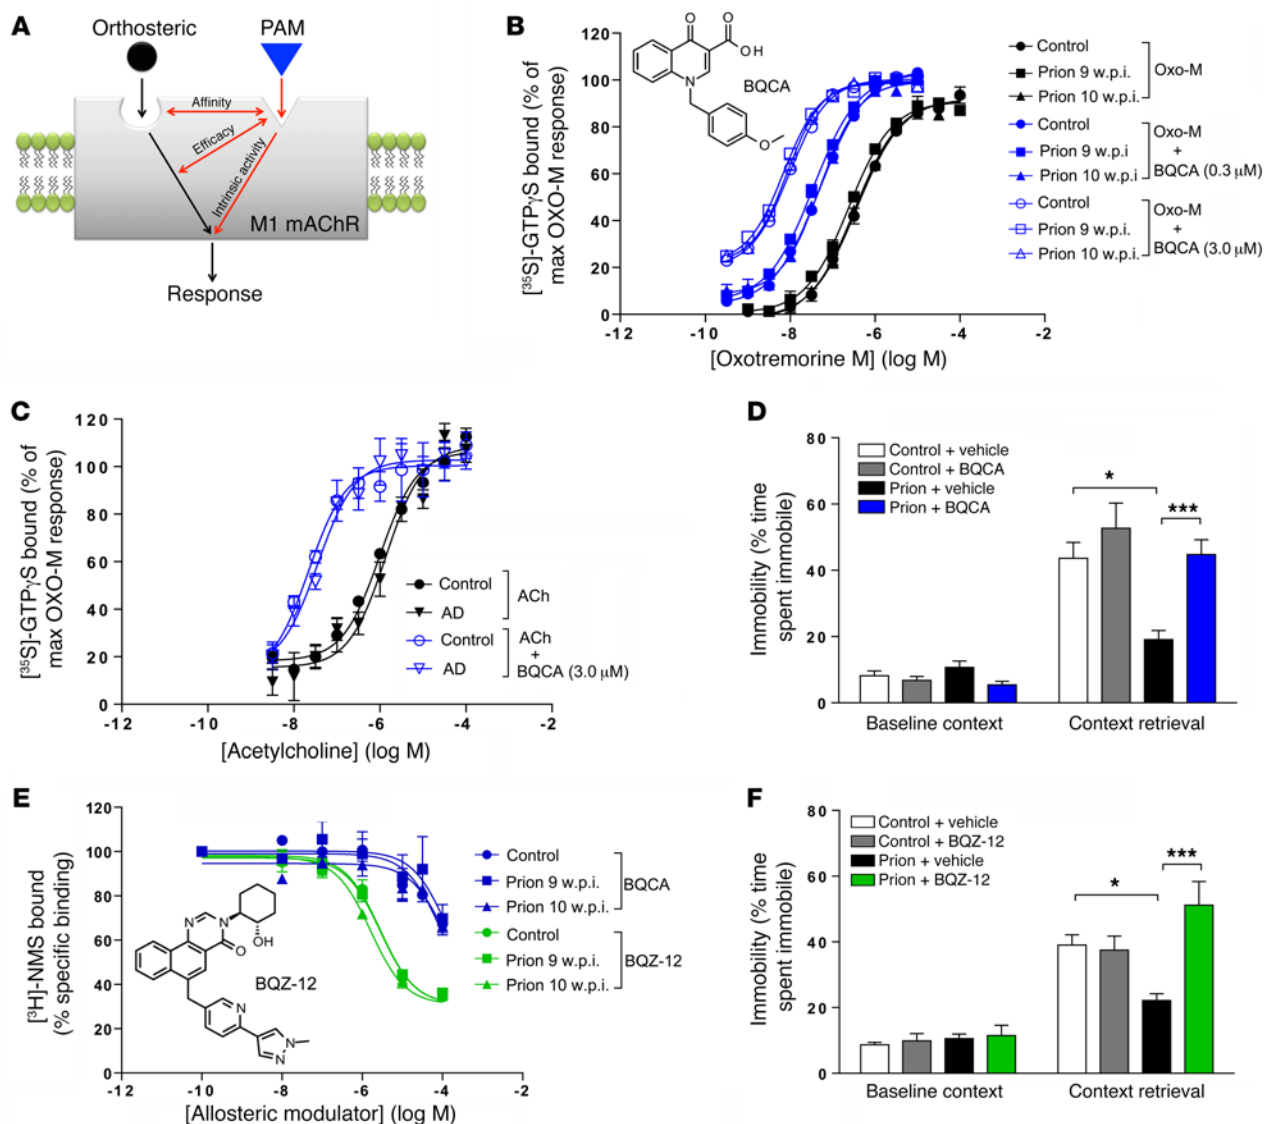 A
Orthosteric
PAM
Affinity
Efficacy
Intrinsic activity
M1 mAChR
Response
B
[³⁵S]-GTPγS bound (% of
max OXO-M response)
120
100
80
60
40
20
0
-12
-10
-8
-6
-4
-2
[Oxotremorine M] (log M)
O
O
OH
N
BQCA
O
Control
Prion 9 w.p.i.
Prion 10 w.p.i.
Oxo-M
Control
Prion 9 w.p.i
Prion 10 w.p.i
Oxo-M
+
BQCA (0.3 μM)
Control
Prion 9 w.p.i.
Prion 10 w.p.i.
Oxo-M
+
BQCA (3.0 μM)
C
[³⁵S]-GTPγS bound (% of
max OXO-M response)
120
100
80
60
40
20
0
-12
-10
-8
-6
-4
-2
[Acetylcholine] (log M)
Control
AD
ACh
Control
AD
ACh
+
BQCA (3.0 μM)
D
Immobility (% time
spent immobile)
80
60
40
20
0
Control + vehicle
Control + BQCA
Prion + vehicle
Prion + BQCA
*
***
Baseline context
Context retrieval
E
[³H]-NMS bound
(% specific binding)
120
100
80
60
40
20
0
-12
-10
-8
-6
-4
-2
[Allosteric modulator] (log M)
N
N
O
OH
BQZ-12
N
N
N
Control
Prion 9 w.p.i.
Prion 10 w.p.i.
BQCA
Control
Prion 9 w.p.i.
Prion 10 w.p.i.
BQZ-12
F
Immobility (% time
spent immobile)
80
60
40
20
0
Control + vehicle
Control + BQZ-12
Prion + vehicle
Prion + BQZ-12
*
***
Baseline context
Context retrieval